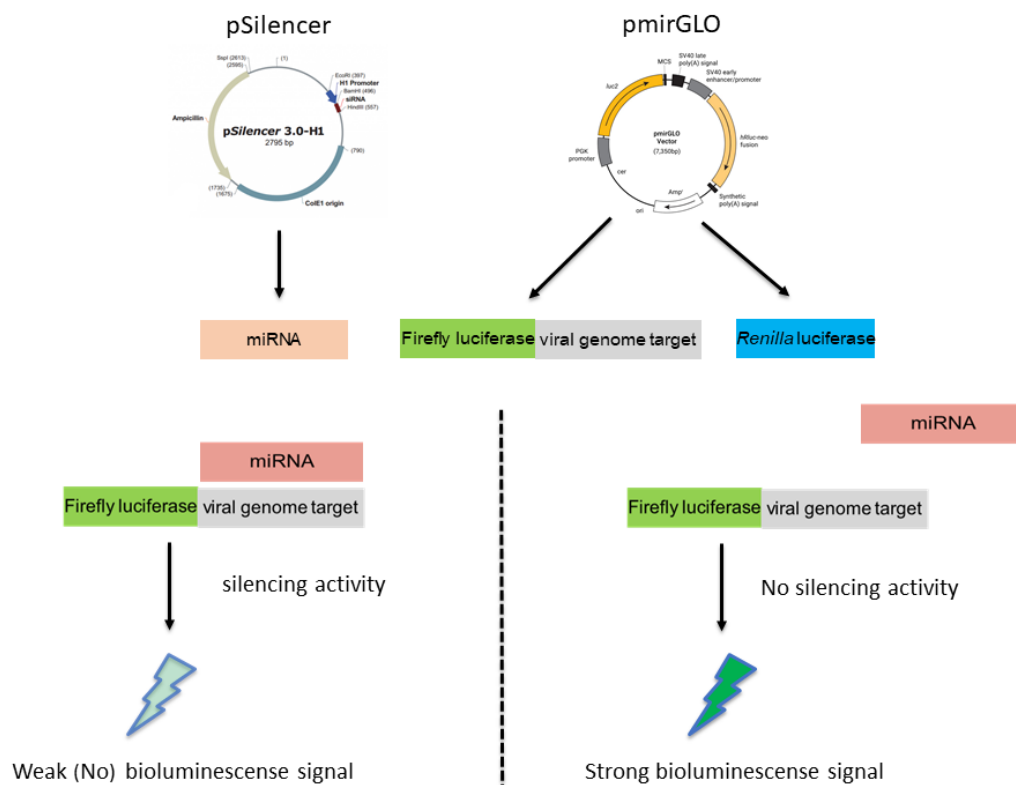 pSilencer
pmirGLO
SspI (2613)
(2595)
(1)
EcoRI (397)
H1 Promoter
BamHI (496)
siRNA
HindIII (557)
Ampicillin
pSilencer 3.0-H1
2795 bp
(790)
(1735)
(1675)
ColE1 origin
MCS
SV40 late
poly(A) signal
SV40 early
enhancer/promoter
luc2
hRluc-neo
fusion
pmirGLO
Vector
(7,350bp)
PGK
promoter
cer
ori
Ampʳ
Synthetic
poly(A) signal
miRNA
Firefly luciferase
viral genome target
Renilla luciferase
miRNA
miRNA
Firefly luciferase
viral genome target
Firefly luciferase
viral genome target
silencing activity
No silencing activity
Weak (No) bioluminescense signal
Strong bioluminescense signal